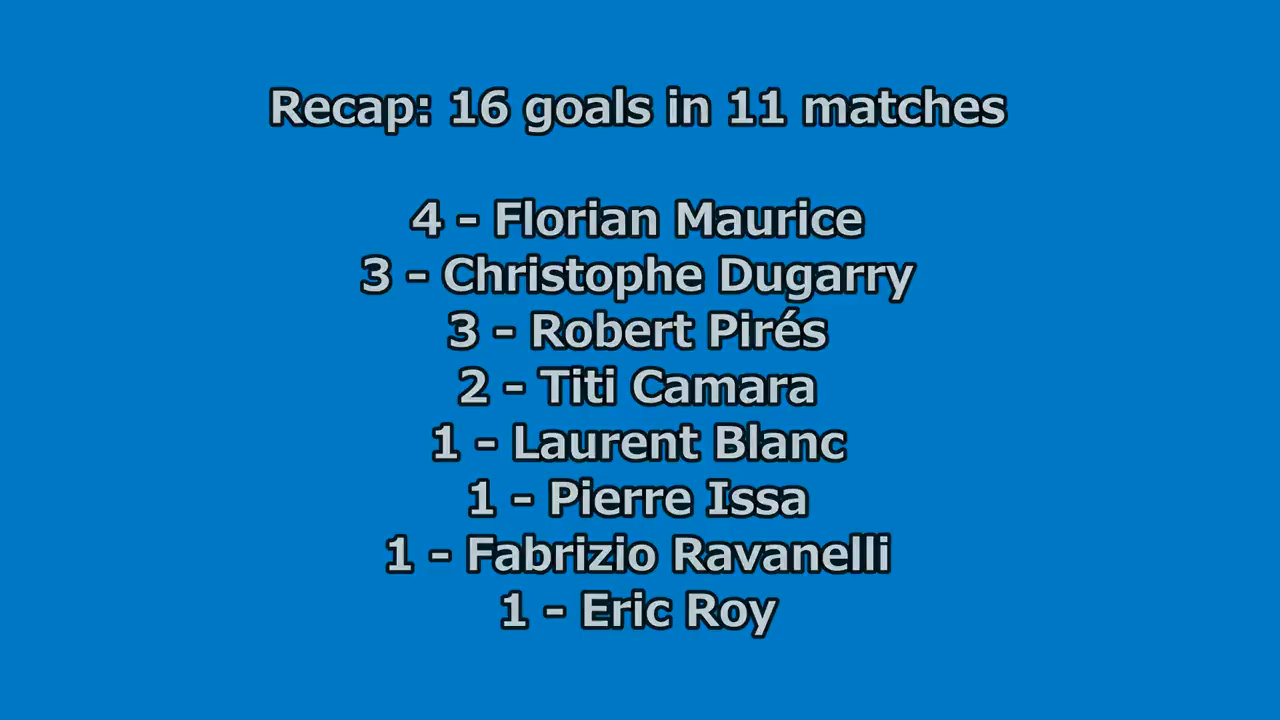 Recap: 16 goals in 11 matches
4 - Florian Maurice
3 - Christophe Dugarry
3 - Robert Pirés
2 - Titi Camara
1 - Laurent Blanc
1 - Pierre Issa
1 - Fabrizio Ravanelli
1 - Eric Roy